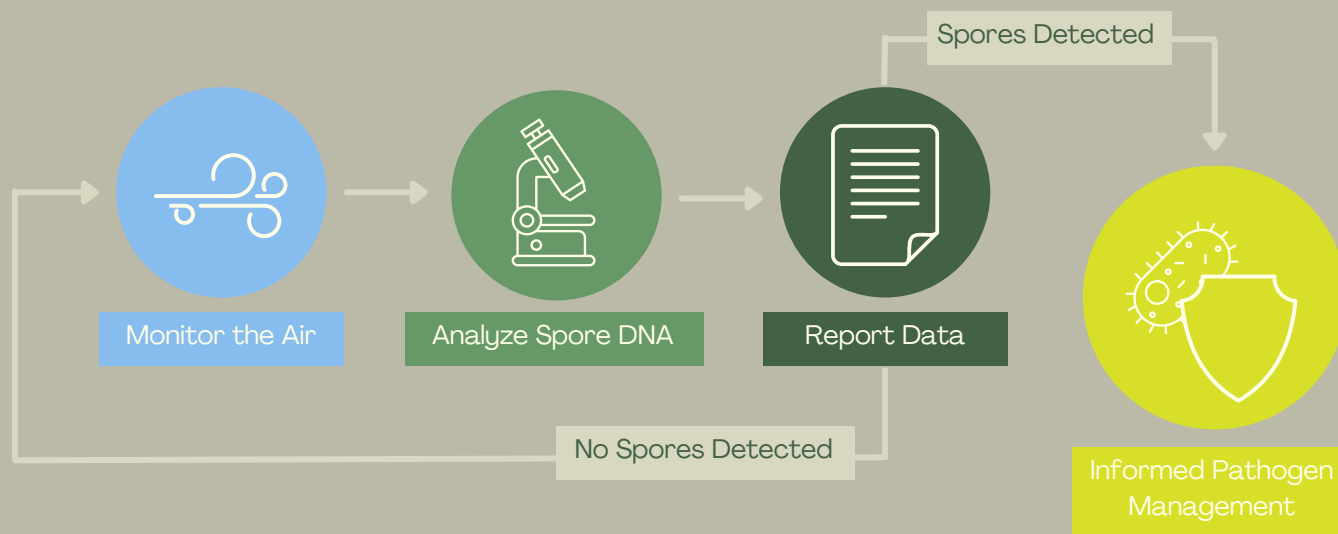 Spores Detected
Monitor the Air
Analyze Spore DNA
Report Data
No Spores Detected
Informed Pathogen
Management